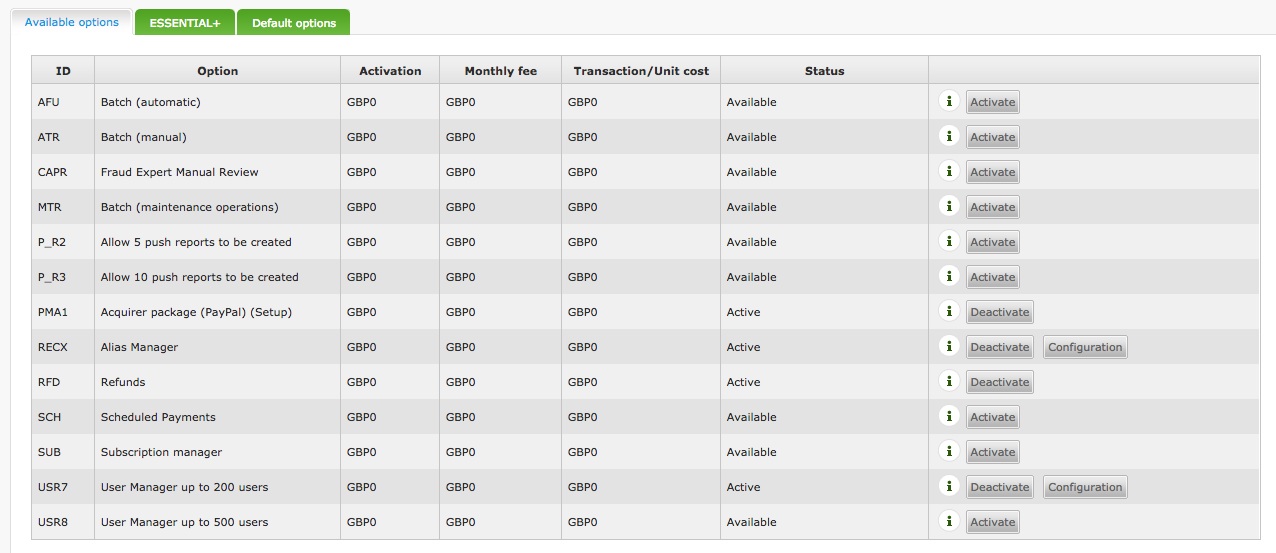 Available options ESSENTIAL+ Default options
ID Option Activation Monthly fee Transaction/Unit cost Status
AFU Batch (automatic) GBP0 GBP0 GBP0 Available i Activate
ATR Batch (manual) GBP0 GBP0 GBP0 Available i Activate
CAPR Fraud Expert Manual Review GBP0 GBP0 GBP0 Available i Activate
MTR Batch (maintenance operations) GBP0 GBP0 GBP0 Available i Activate
P_R2 Allow 5 push reports to be created GBP0 GBP0 GBP0 Available i Activate
P_R3 Allow 10 push reports to be created GBP0 GBP0 GBP0 Available i Activate
PMA1 Acquirer package (PayPal) (Setup) GBP0 GBP0 GBP0 Active i Deactivate
RECX Alias Manager GBP0 GBP0 GBP0 Active i Deactivate Configuration
RFD Refunds GBP0 GBP0 GBP0 Active i Deactivate
SCH Scheduled Payments GBP0 GBP0 GBP0 Available i Activate
SUB Subscription manager GBP0 GBP0 GBP0 Available i Activate
USR7 User Manager up to 200 users GBP0 GBP0 GBP0 Active i Deactivate Configuration
USR8 User Manager up to 500 users GBP0 GBP0 GBP0 Available i Activate